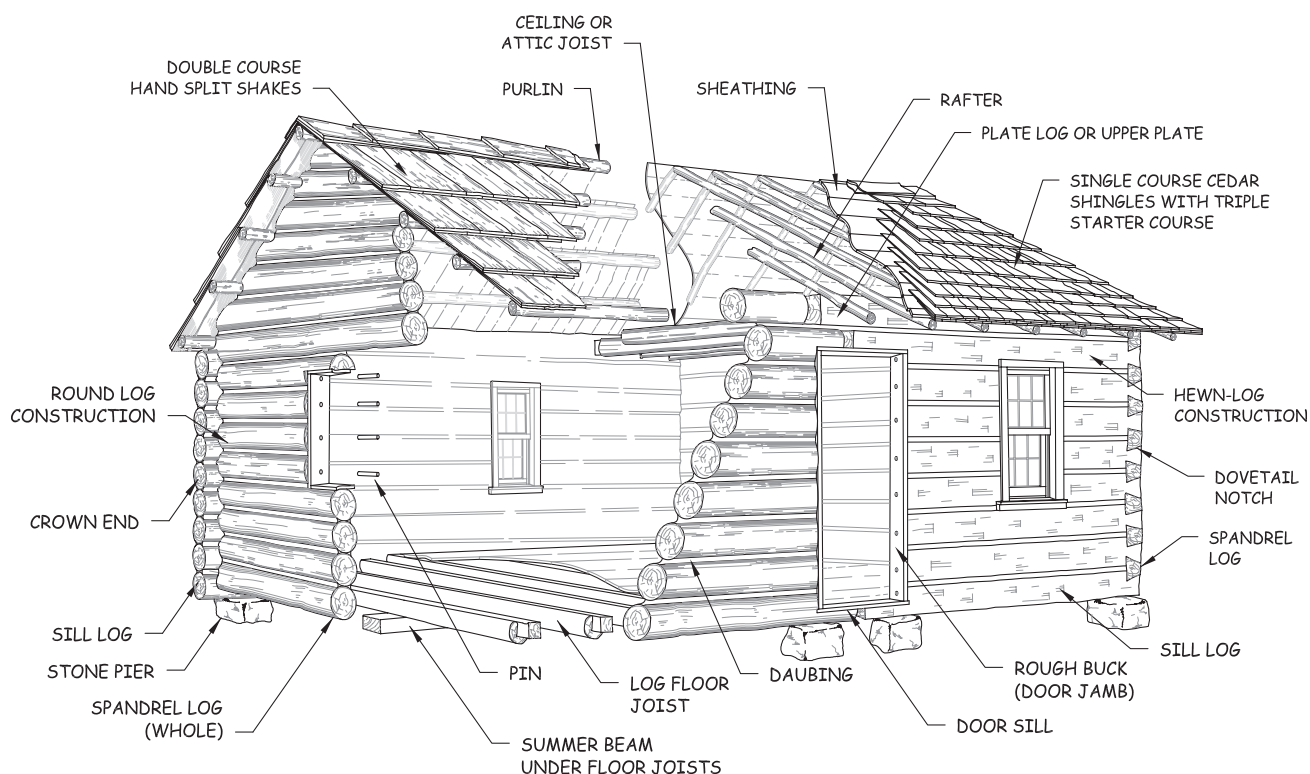 CEILING OR
ATTIC JOIST
DOUBLE COURSE
HAND SPLIT SHAKES
PURLIN
SHEATHING
RAFTER
PLATE LOG OR UPPER PLATE
SINGLE COURSE CEDAR
SHINGLES WITH TRIPLE
STARTER COURSE
ROUND LOG
CONSTRUCTION
HEWN-LOG
CONSTRUCTION
DOVETAIL
NOTCH
CROWN END
SPANDREL
LOG
SILL LOG
STONE PIER
SPANDREL LOG
(WHOLE)
PIN
LOG FLOOR
JOIST
SUMMER BEAM
UNDER FLOOR JOISTS
DAUBING
ROUGH BUCK
(DOOR JAMB)
SILL LOG
DOOR SILL